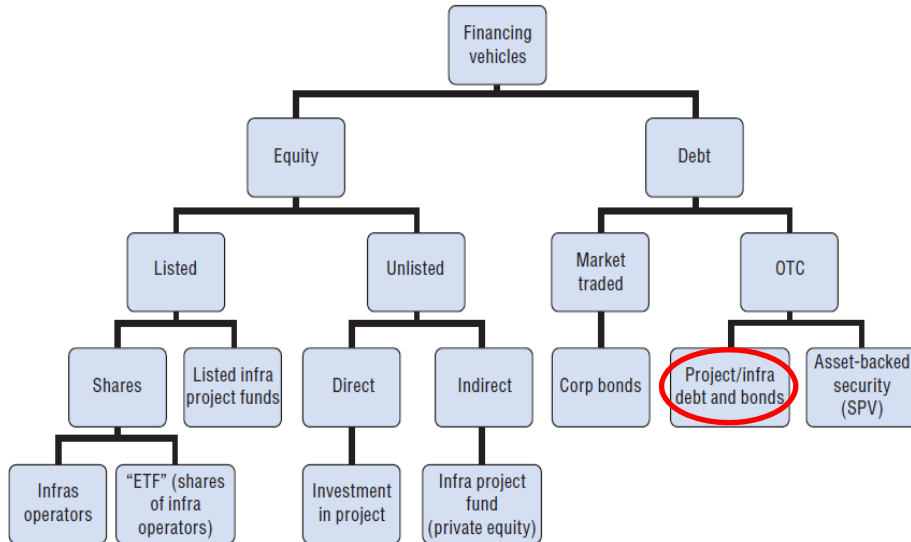 Financing
vehicles
Equity
Debt
Listed
Unlisted
Market
traded
OTC
Shares
Listed infra
project funds
Direct
Indirect
Corp bonds
Project/infra
debt and bonds
Asset-backed
security
(SPV)
Infras
operators
“ETF” (shares
of infra
operators)
Investment
in project
Infra project
fund
(private equity)